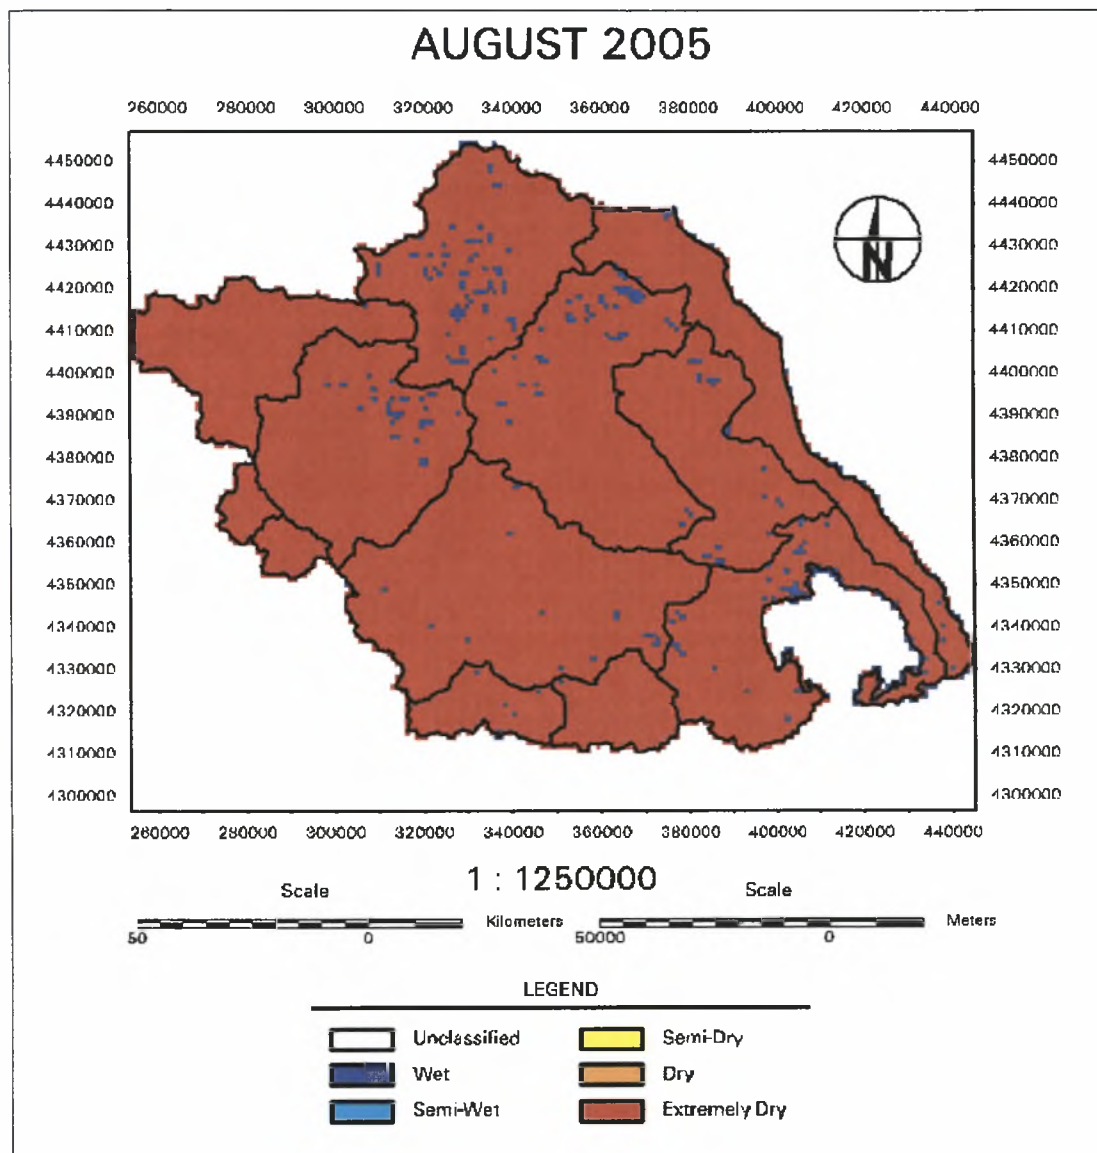 AUGUST 2005
260000 280000 300000 320000 340000 360000 380000 400000 420000 440000
4450000 4450000
4440000 4440000
4430000 4430000
4420000 4420000
4410000 4410000
4400000 4400000
4390000 4390000
4380000 4380000
4370000 4370000
4360000 4360000
4350000 4350000
4340000 4340000
4330000 4330000
4320000 4320000
4310000 4310000
4300000 4300000
N
260000 280000 300000 320000 340000 360000 380000 400000 420000 440000
1 : 1250000
Scale Scale
Kilometers Meters
50 0 50000 0
LEGEND
Unclassified Semi-Dry
Wet Dry
Semi-Wet Extremely Dry